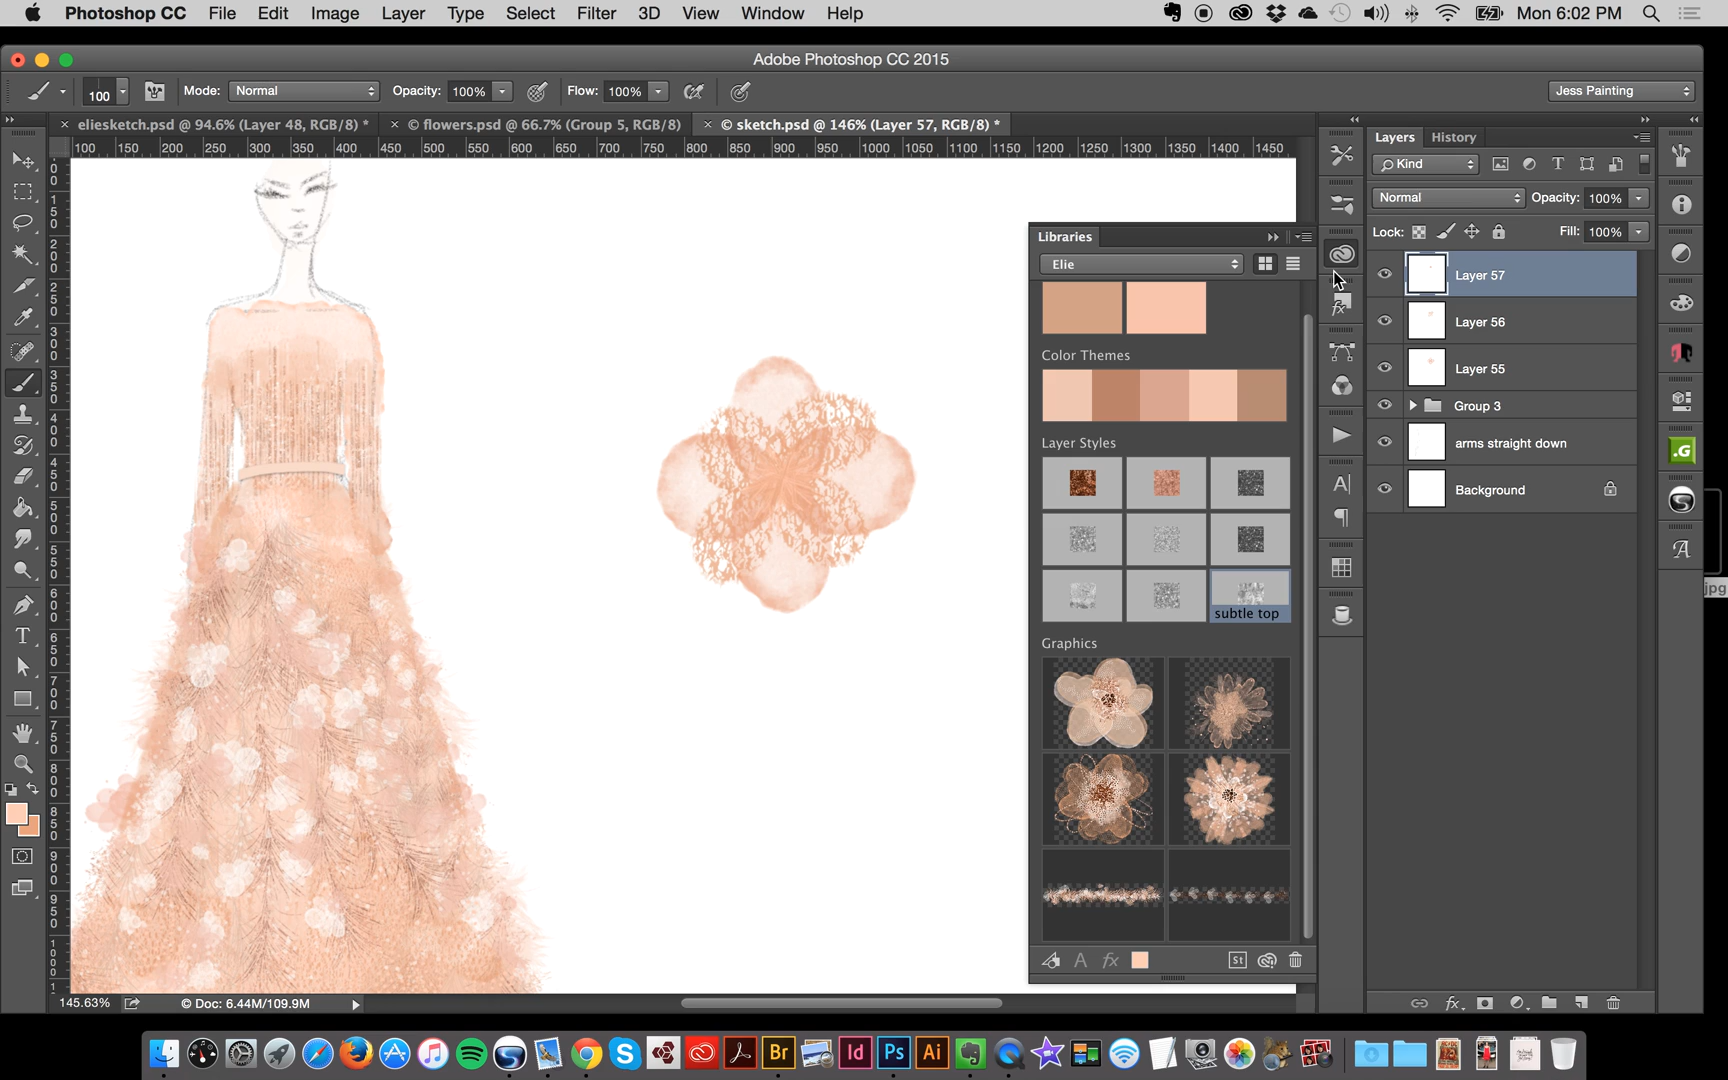 Photoshop CC File Edit Image Layer Type Select Filter 3D View Window Help Mon 6:02 PM
Adobe Photoshop CC 2015
100 Mode: Normal Opacity: 100% Flow: 100% Jess Painting
eliesketch.psd @ 94.6% (Layer 48, RGB/8) * © flowers.psd @ 66.7% (Group 5, RGB/8) © sketch.psd @ 146% (Layer 57, RGB/8) *
100 150 200 250 300 350 400 450 500 550 600 650 700 750 800 850 900 950 1000 1050 1100 1150 1200 1250 1300 1350 1400 1450
Layers History
Kind
Normal Opacity: 100%
Lock: Fill: 100%
Layer 57
Layer 56
Layer 55
Group 3
arms straight down
Background
Libraries
Elie
Color Themes
Layer Styles
subtle top
Graphics
St
145.63% © Doc: 6.44M/109.9M
jpg
Br Id Ps Ai